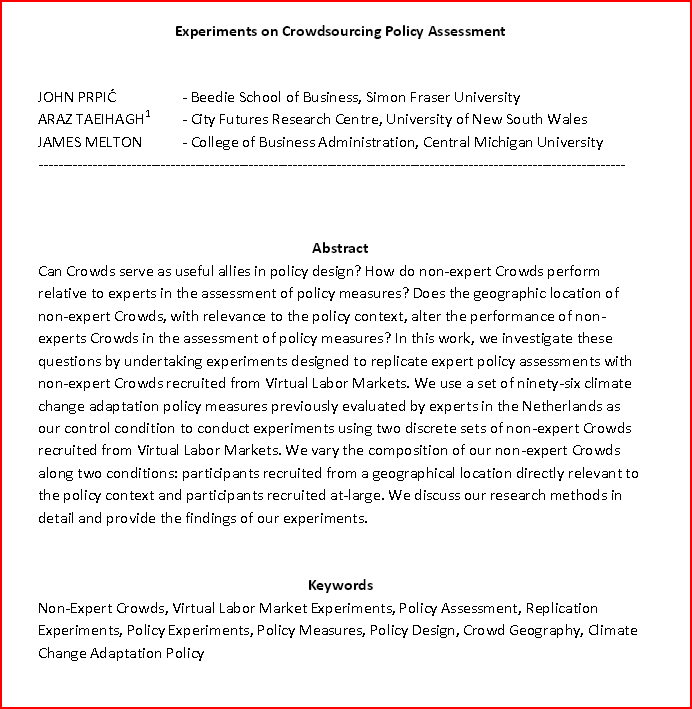 Experiments on Crowdsourcing Policy Assessment
JOHN PRPIĆ - Beedie School of Business, Simon Fraser University
ARAZ TAEIHAGH1 - City Futures Research Centre, University of New South Wales
JAMES MELTON - College of Business Administration, Central Michigan University
--------------------------------------------------------------------------------------------------------------------
Abstract
Can Crowds serve as useful allies in policy design? How do non-expert Crowds perform
relative to experts in the assessment of policy measures? Does the geographic location of
non-expert Crowds, with relevance to the policy context, alter the performance of non-
experts Crowds in the assessment of policy measures? In this work, we investigate these
questions by undertaking experiments designed to replicate expert policy assessments with
non-expert Crowds recruited from Virtual Labor Markets. We use a set of ninety-six climate
change adaptation policy measures previously evaluated by experts in the Netherlands as
our control condition to conduct experiments using two discrete sets of non-expert Crowds
recruited from Virtual Labor Markets. We vary the composition of our non-expert Crowds
along two conditions: participants recruited from a geographical location directly relevant to
the policy context and participants recruited at-large. We discuss our research methods in
detail and provide the findings of our experiments.
Keywords
Non-Expert Crowds, Virtual Labor Market Experiments, Policy Assessment, Replication
Experiments, Policy Experiments, Policy Measures, Policy Design, Crowd Geography, Climate
Change Adaptation Policy